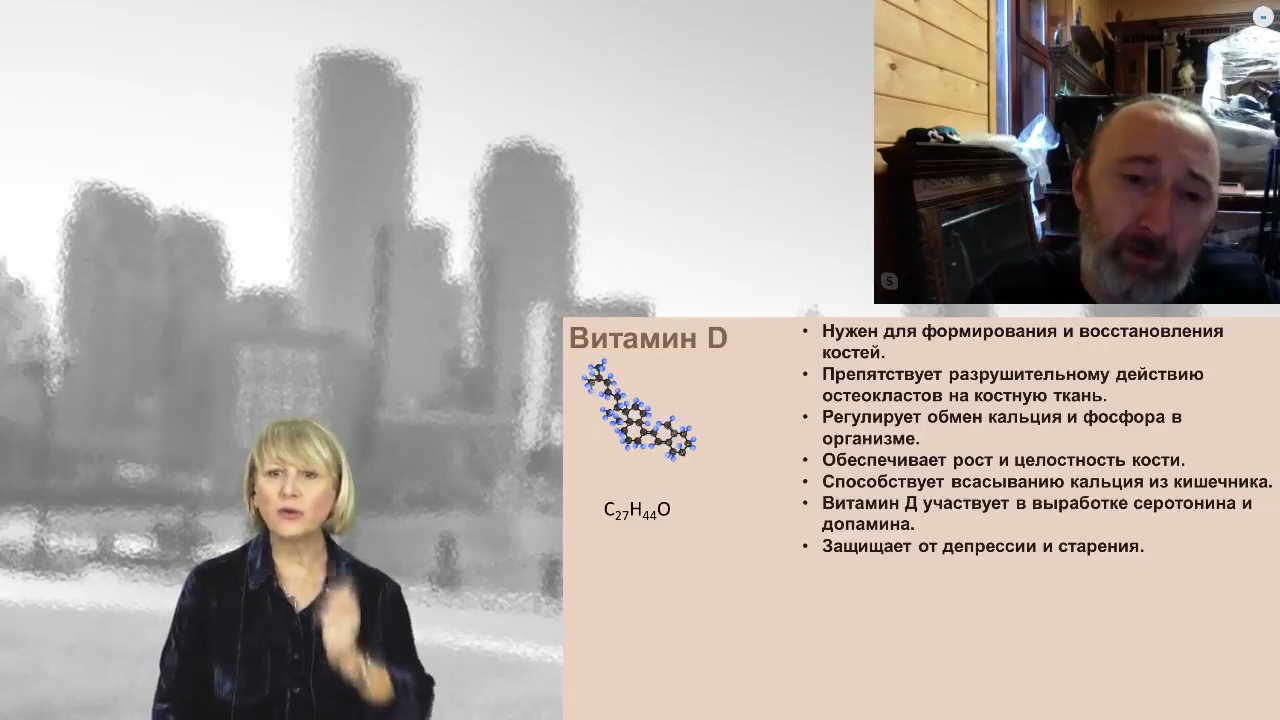 Витамин D
C27H44O
• Нужен для формирования и восстановления
костей.
• Препятствует разрушительному действию
остеокластов на костную ткань.
• Регулирует обмен кальция и фосфора в
организме.
• Обеспечивает рост и целостность кости.
• Способствует всасыванию кальция из кишечника.
• Витамин Д участвует в выработке серотонина и
допамина.
• Защищает от депрессии и старения.